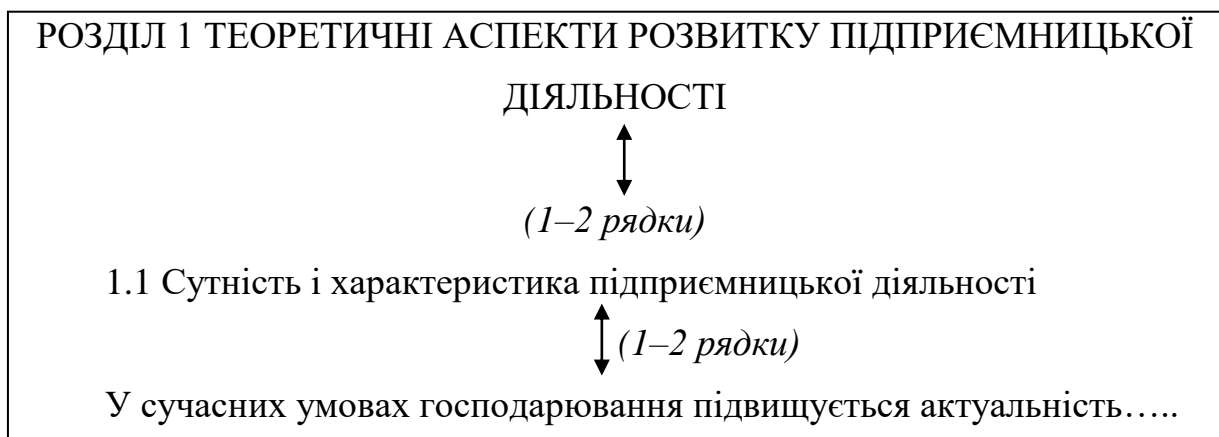 РОЗДІЛ 1 ТЕОРЕТИЧНІ АСПЕКТИ РОЗВИТКУ ПІДПРИЄМНИЦЬКОЇ
ДІЯЛЬНОСТІ
(1–2 рядки)
1.1 Сутність і характеристика підприємницької діяльності
(1–2 рядки)
У сучасних умовах господарювання підвищується актуальність…..